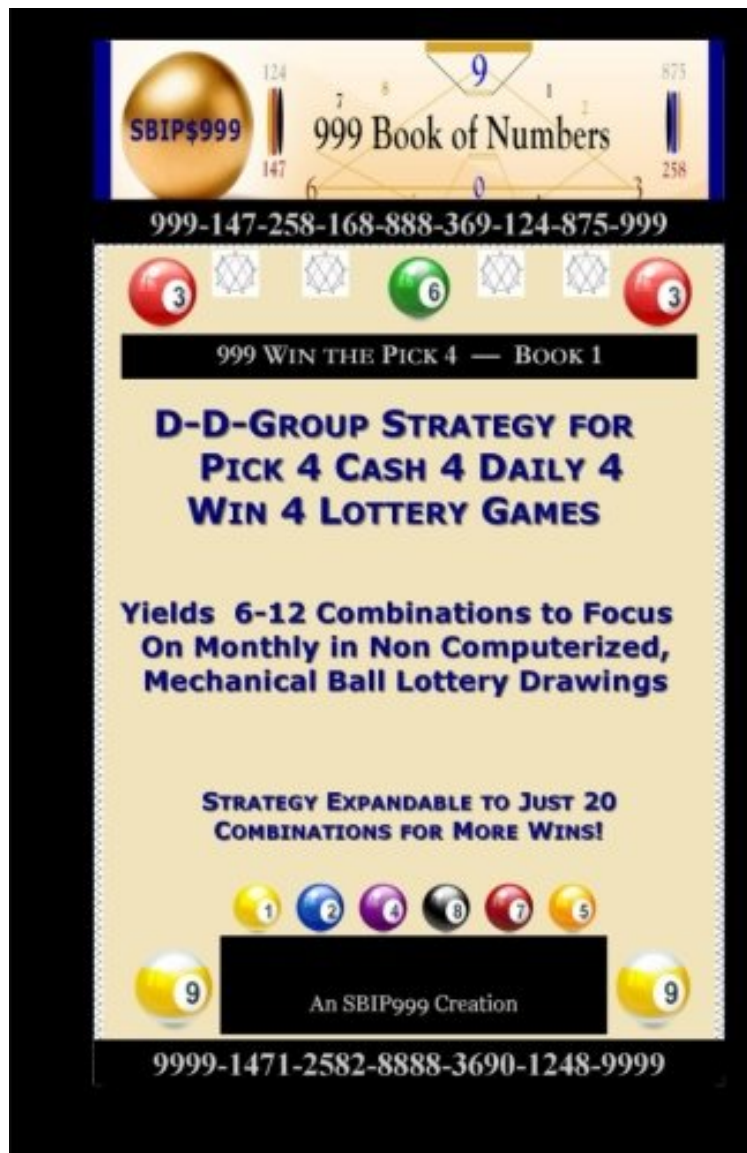 9
124
875
7
8
1
2
SBIP$999
999 Book of Numbers
147
258
6
0
3
999-147-258-168-888-369-124-875-999
3
6
3
999 WIN THE PICK 4 — BOOK 1
D-D-GROUP STRATEGY FOR
PICK 4 CASH 4 DAILY 4
WIN 4 LOTTERY GAMES
Yields 6-12 Combinations to Focus
On Monthly in Non Computerized,
Mechanical Ball Lottery Drawings
STRATEGY EXPANDABLE TO JUST 20
COMBINATIONS FOR MORE WINS!
1 2 4 8 7 5
9
9
An SBIP999 Creation
9999-1471-2582-8888-3690-1248-9999